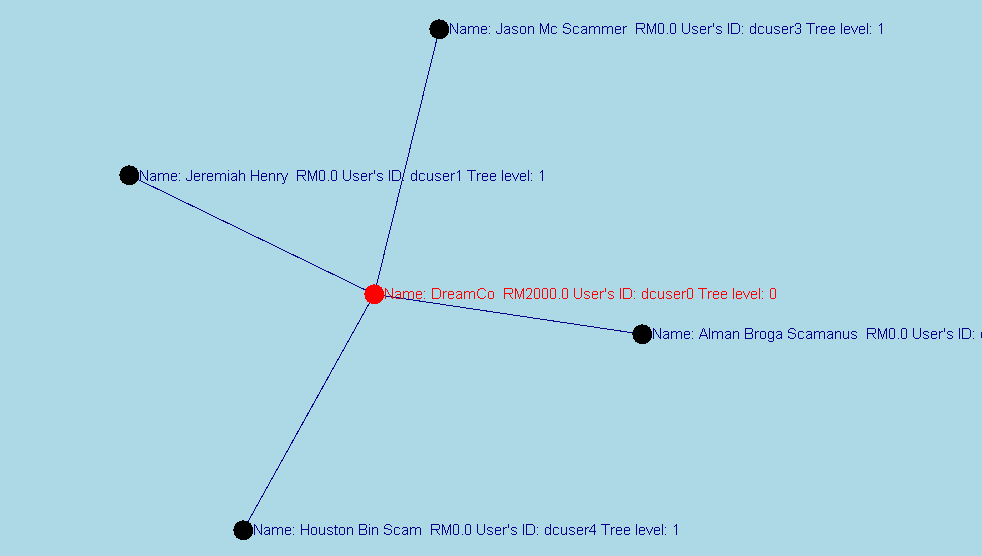 Name: Jason Mc Scammer RM0.0 User's ID: dcuser3 Tree level: 1
Name: Jeremiah Henry RM0.0 User's ID: dcuser1 Tree level: 1
Name: DreamCo RM2000.0 User's ID: dcuser0 Tree level: 0
Name: Alman Broga Scamanus RM0.0 User's ID:
Name: Houston Bin Scam RM0.0 User's ID: dcuser4 Tree level: 1